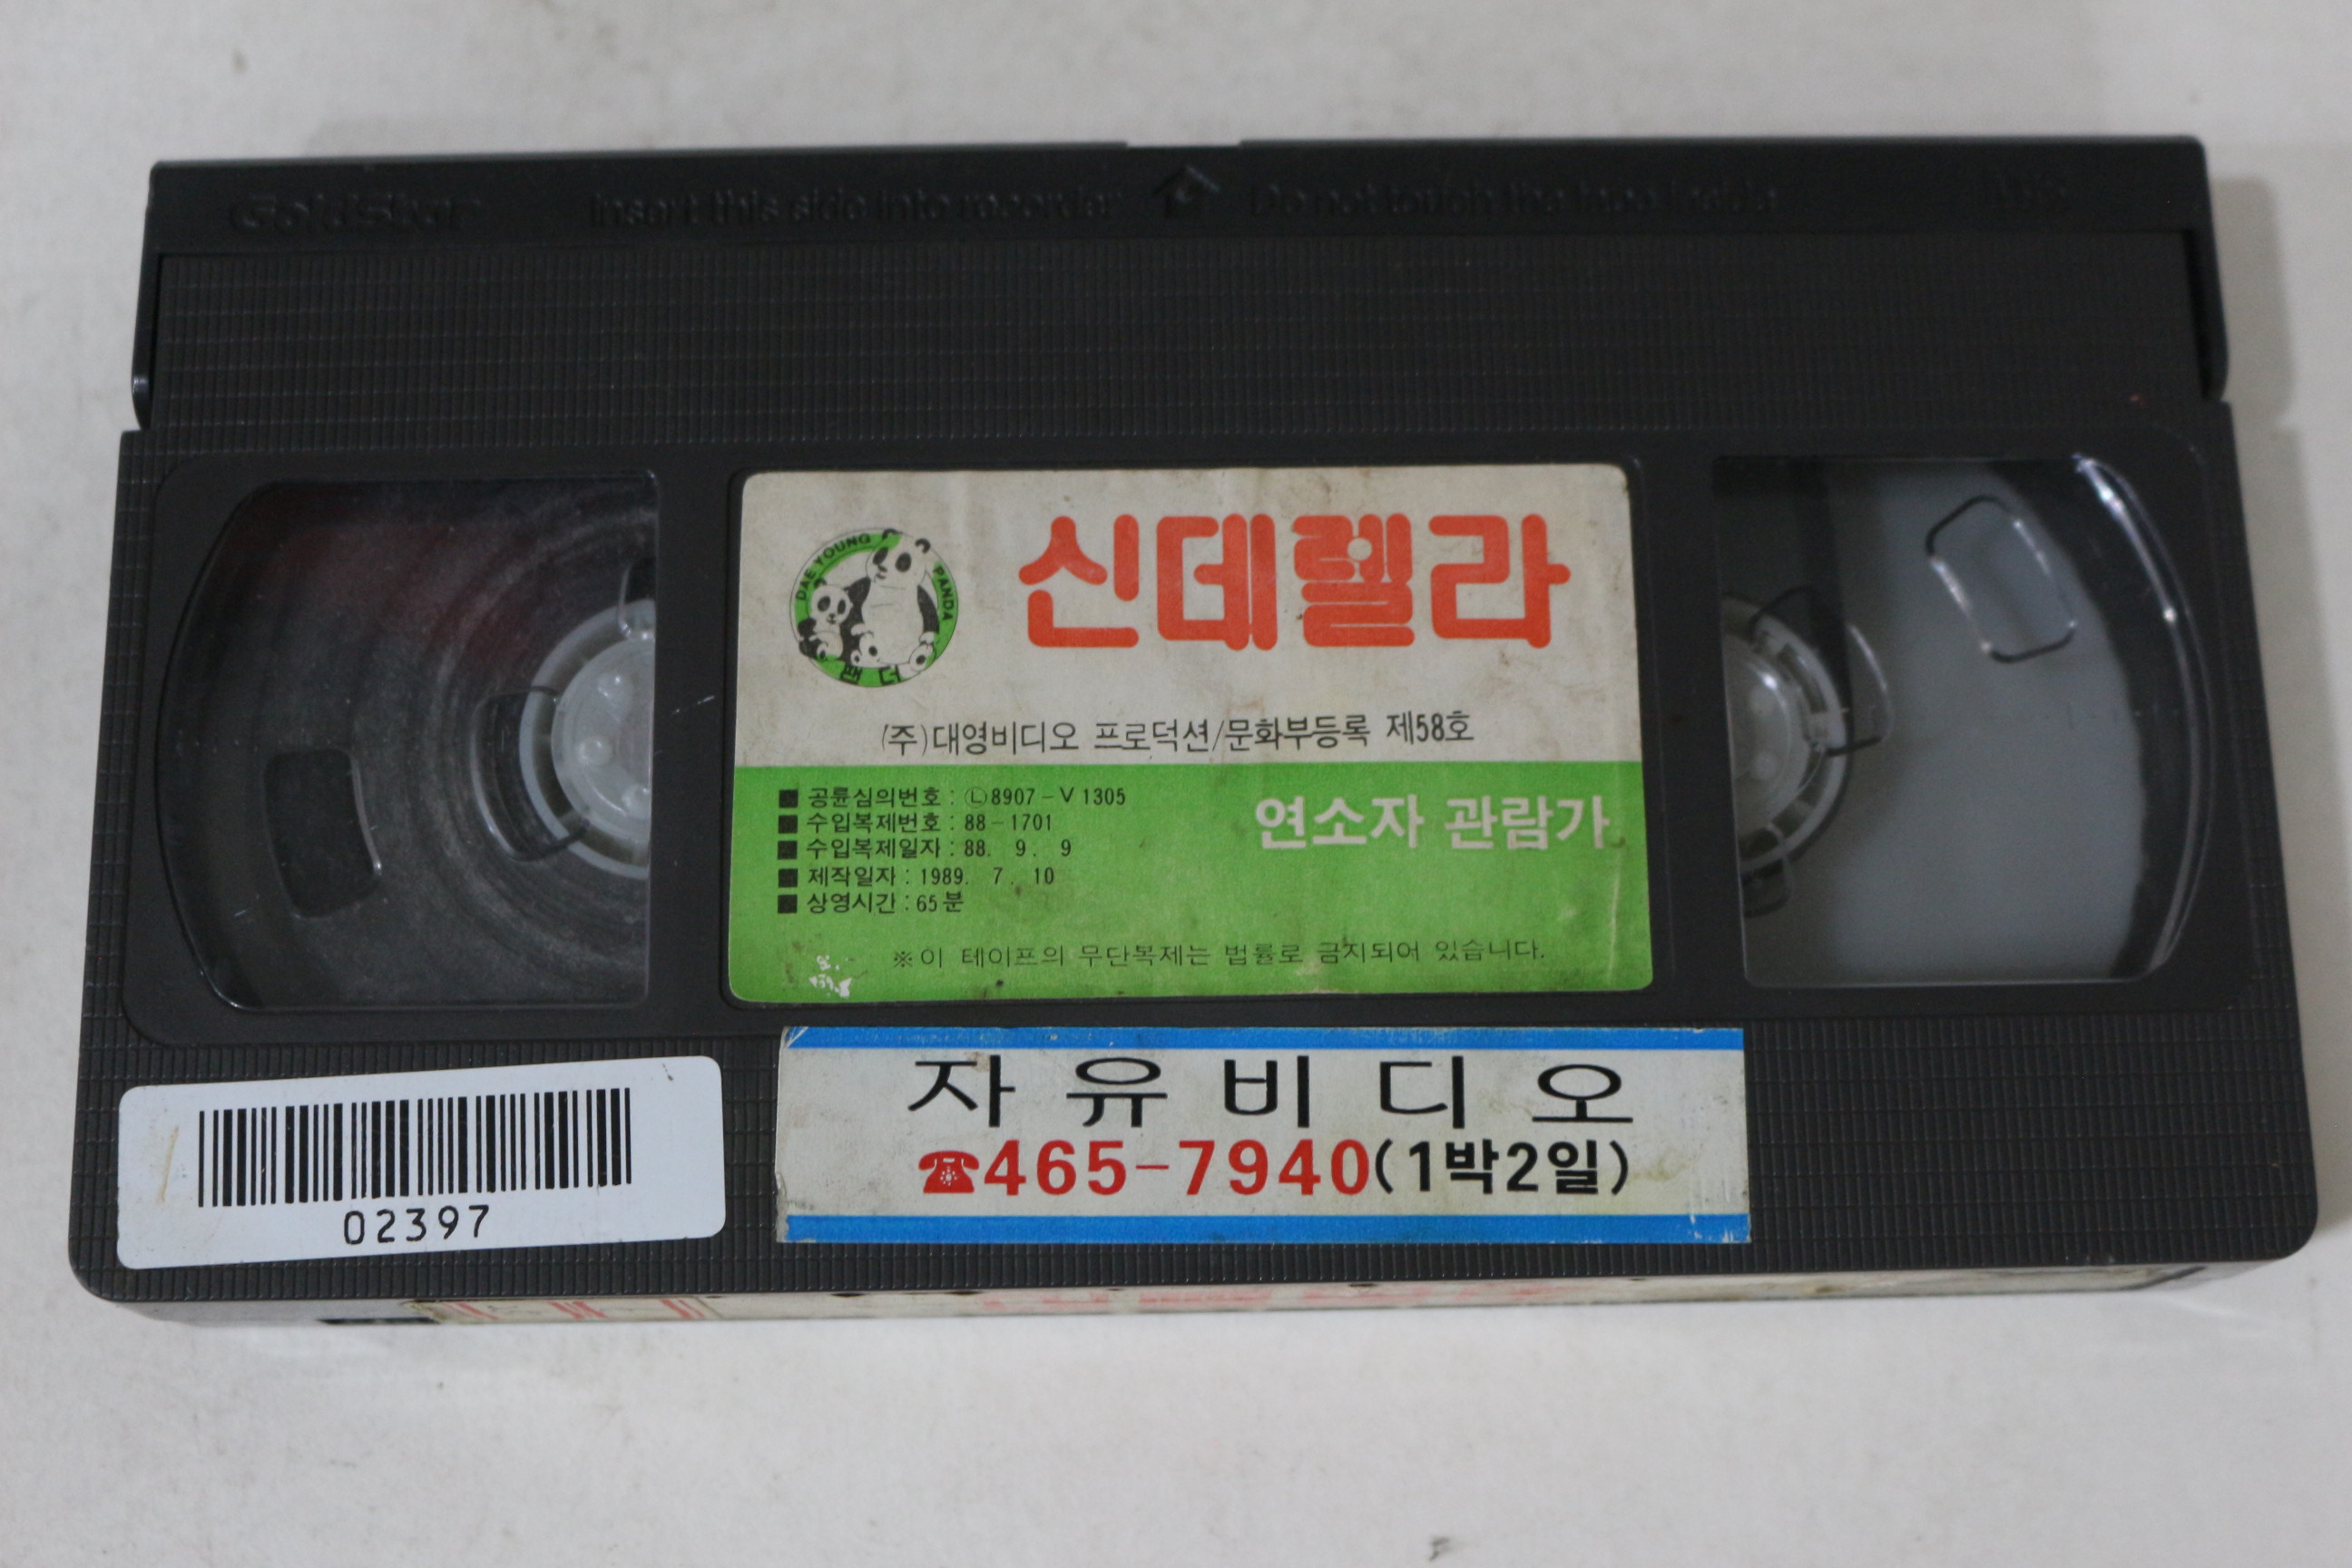 GoldStar Insert this side into recorder Do not touch the tape inside VHS
DAE YOUNG PANDA
팬더
신데렐라
(주)대영비디오 프로덕션/문화부등록 제58호
■ 공륜심의번호 : Ⓛ8907-V1305
■ 수입복제번호 : 88-1701
■ 수입복제일자 : 88. 9. 9
■ 제작일자 : 1989. 7. 10
■ 상영시간 : 65분
연소자 관람가
※이 테이프의 무단복제는 법률로 금지되어 있습니다.
자유비디오
☎465-7940(1박2일)
02397